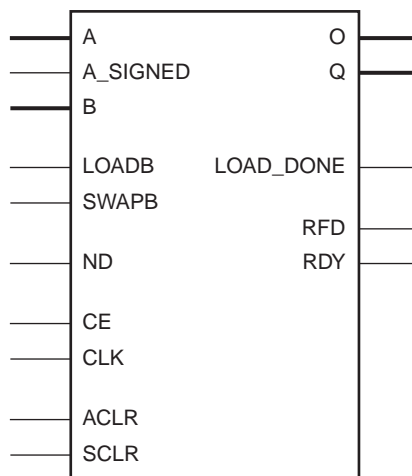 A O
A_SIGNED Q
B
LOADB LOAD_DONE
SWAPB
RFD
ND RDY
CE
CLK
ACLR
SCLR